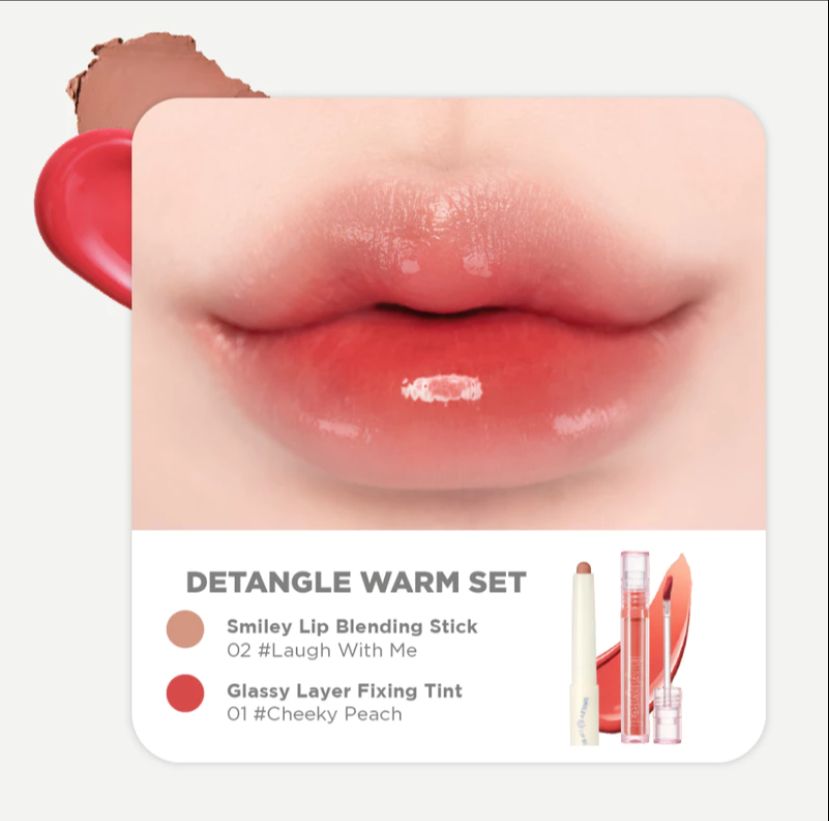 DETANGLE WARM SET
Smiley Lip Blending Stick
02 #Laugh With Me
Glassy Layer Fixing Tint
01 #Cheeky Peach